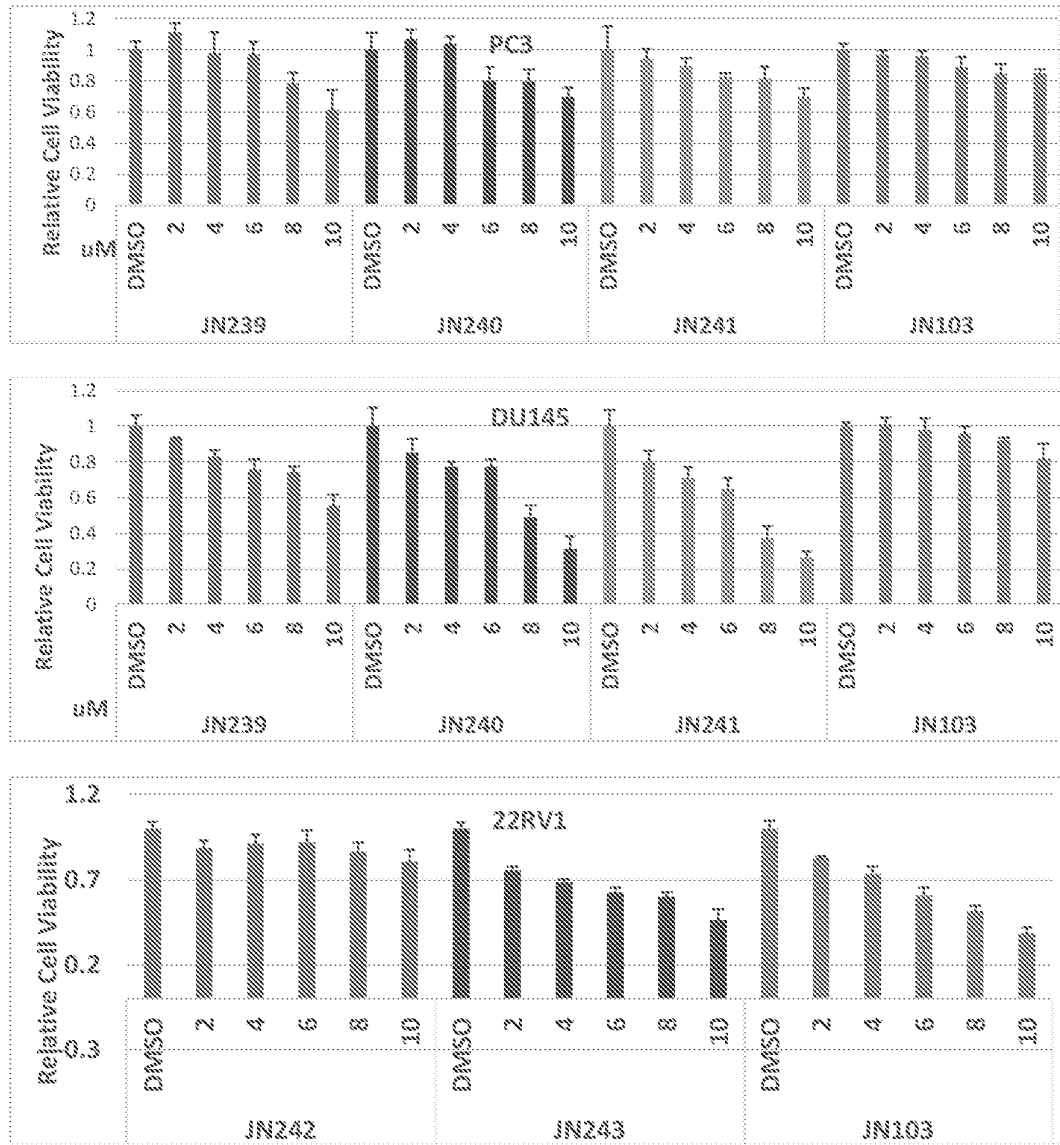 1.2
PC3
1
0.8
0.6
0.4
0.2
0
Relative Cell Viability
uM
DMSO 2 4 6 8 10 DMSO 2 4 6 8 10 DMSO 2 4 6 8 10 DMSO 2 4 6 8 10
JN239 JN240 JN241 JN103
1.2
DU145
1
0.8
0.6
0.4
0.2
0
Relative Cell Viability
uM
DMSO 2 4 6 8 10 DMSO 2 4 6 8 10 DMSO 2 4 6 8 10 DMSO 2 4 6 8 10
JN239 JN240 JN241 JN103
1.2
22RV1
0.7
0.2
-0.3
Relative Cell Viability
DMSO 2 4 6 8 10 DMSO 2 4 6 8 10 DMSO 2 4 6 8 10
JN242 JN243 JN103